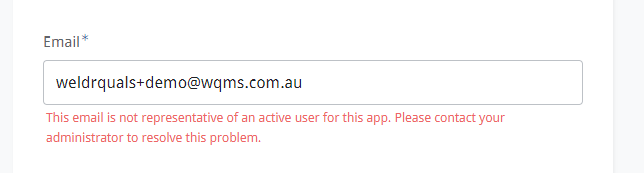 Email*
weldrquals+demo@wqms.com.au
This email is not representative of an active user for this app. Please contact your
administrator to resolve this problem.